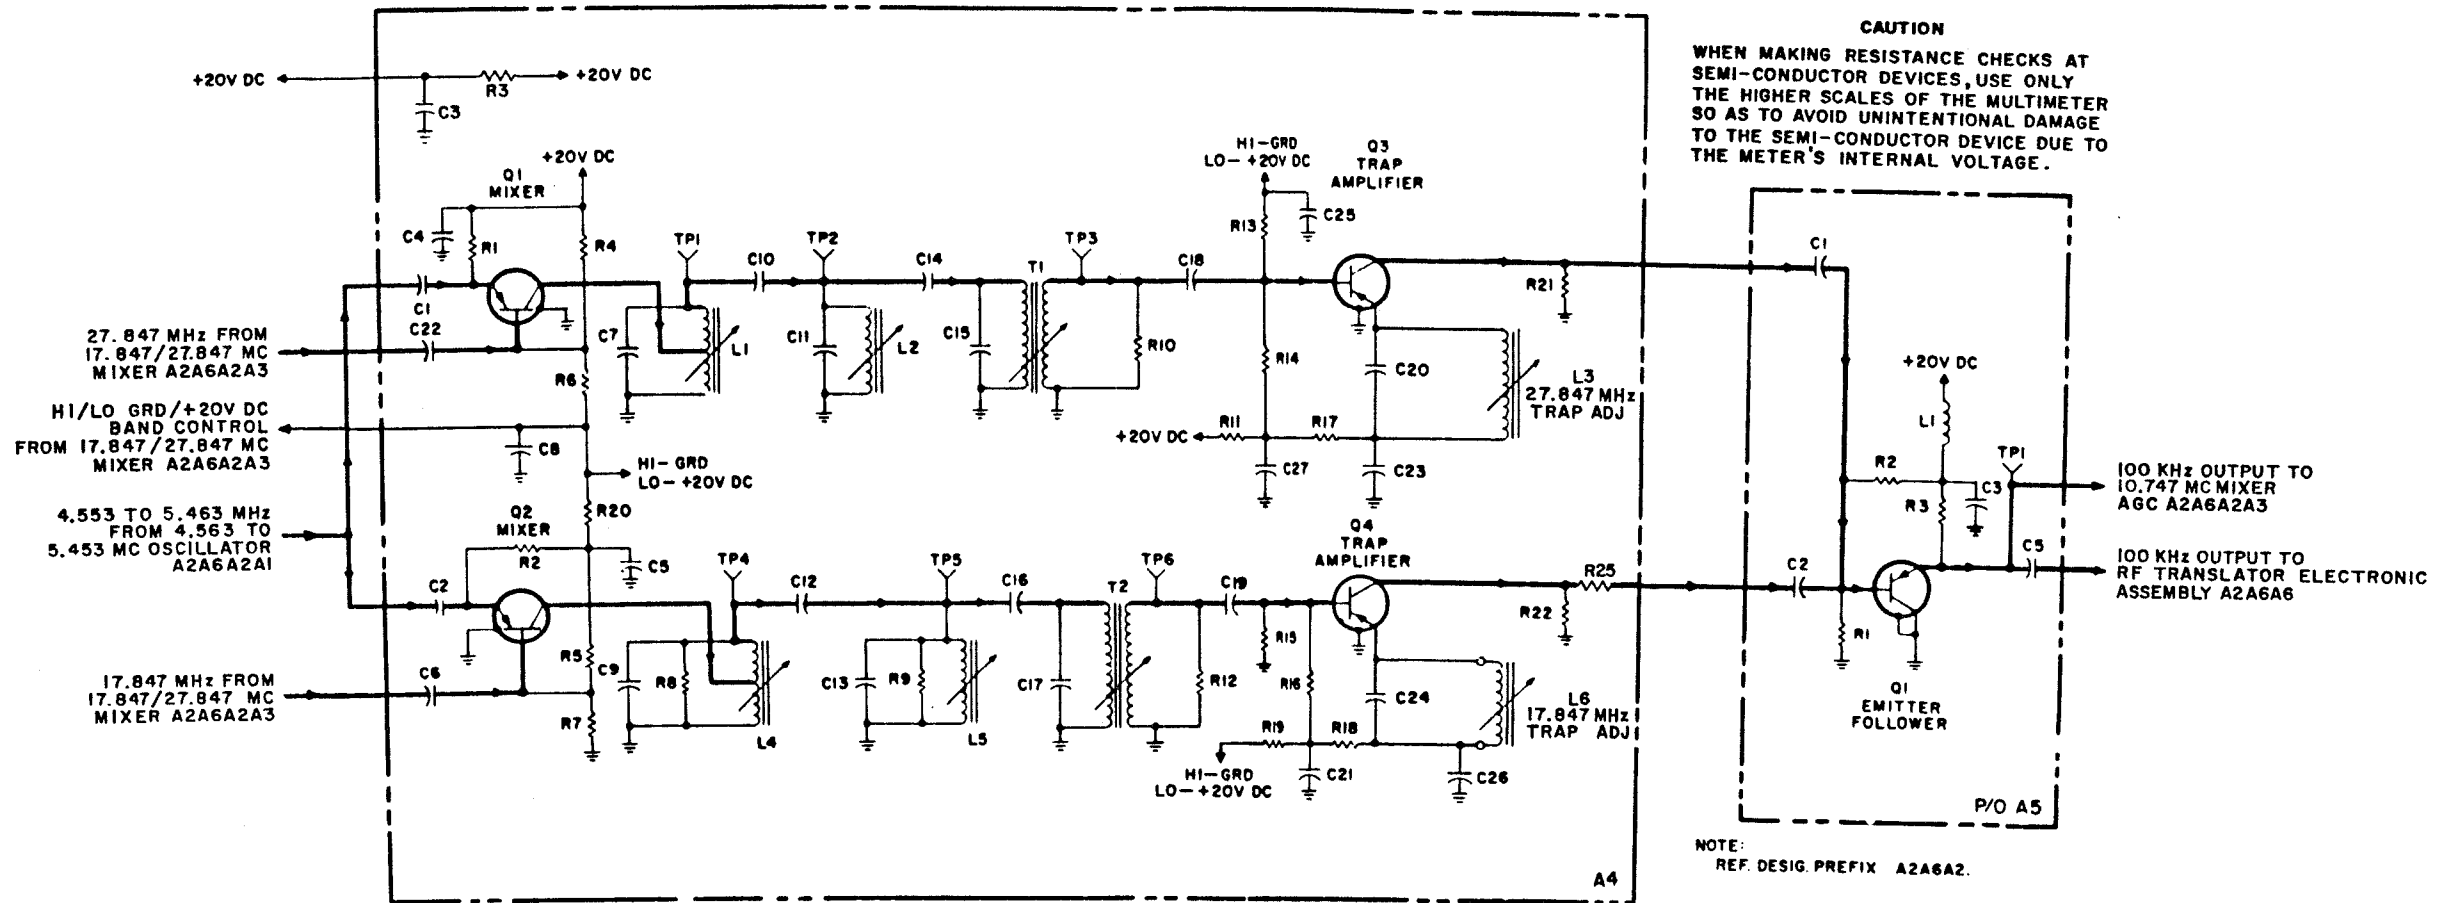 CAUTION
WHEN MAKING RESISTANCE CHECKS AT
SEMI-CONDUCTOR DEVICES, USE ONLY
THE HIGHER SCALES OF THE MULTIMETER
SO AS TO AVOID UNINTENTIONAL DAMAGE
TO THE SEMI-CONDUCTOR DEVICE DUE TO
THE METER'S INTERNAL VOLTAGE.
+20V DC
R3
+20V DC
C3
+20V DC
Q1
MIXER
C4
R1
R4
C1
C22
27.847 MHz FROM
17.847/27.847 MC
MIXER A2A6A2A3
R6
HI/LO GRD/+20V DC
BAND CONTROL
FROM 17.847/27.847 MC
MIXER A2A6A2A3
C8
HI-GRD
LO-+20V DC
TP1
C7
L1
C10
TP2
C11
L2
C14
C15
T1
TP3
R10
C18
HI-GRD
LO-+20V DC
R13
C25
R14
+20V DC
R11
R17
C27
C23
C20
Q3
TRAP
AMPLIFIER
L3
27.847 MHz
TRAP ADJ
R21
4.553 TO 5.463 MHz
FROM 4.563 TO
5.453 MC OSCILLATOR
A2A6A2A1
R20
Q2
MIXER
R2
C5
C2
R5
C6
R7
17.847 MHz FROM
17.847/27.847 MC
MIXER A2A6A2A3
TP4
C9
R8
L4
C12
TP5
C13
R9
L5
C16
C17
T2
TP6
R12
C19
R15
R16
R19
R18
HI-GRD
LO-+20V DC
C21
C24
C26
Q4
TRAP
AMPLIFIER
L6
17.847 MHz
TRAP ADJ
R22
R25
A4
C1
+20V DC
L1
R2
R3
C3
TP1
C2
C5
R1
Q1
EMITTER
FOLLOWER
P/O A5
100 KHz OUTPUT TO
10.747 MC MIXER
AGC A2A6A2A3
100 KHz OUTPUT TO
RF TRANSLATOR ELECTRONIC
ASSEMBLY A2A6A6
NOTE:
REF. DESIG. PREFIX A2A6A2.